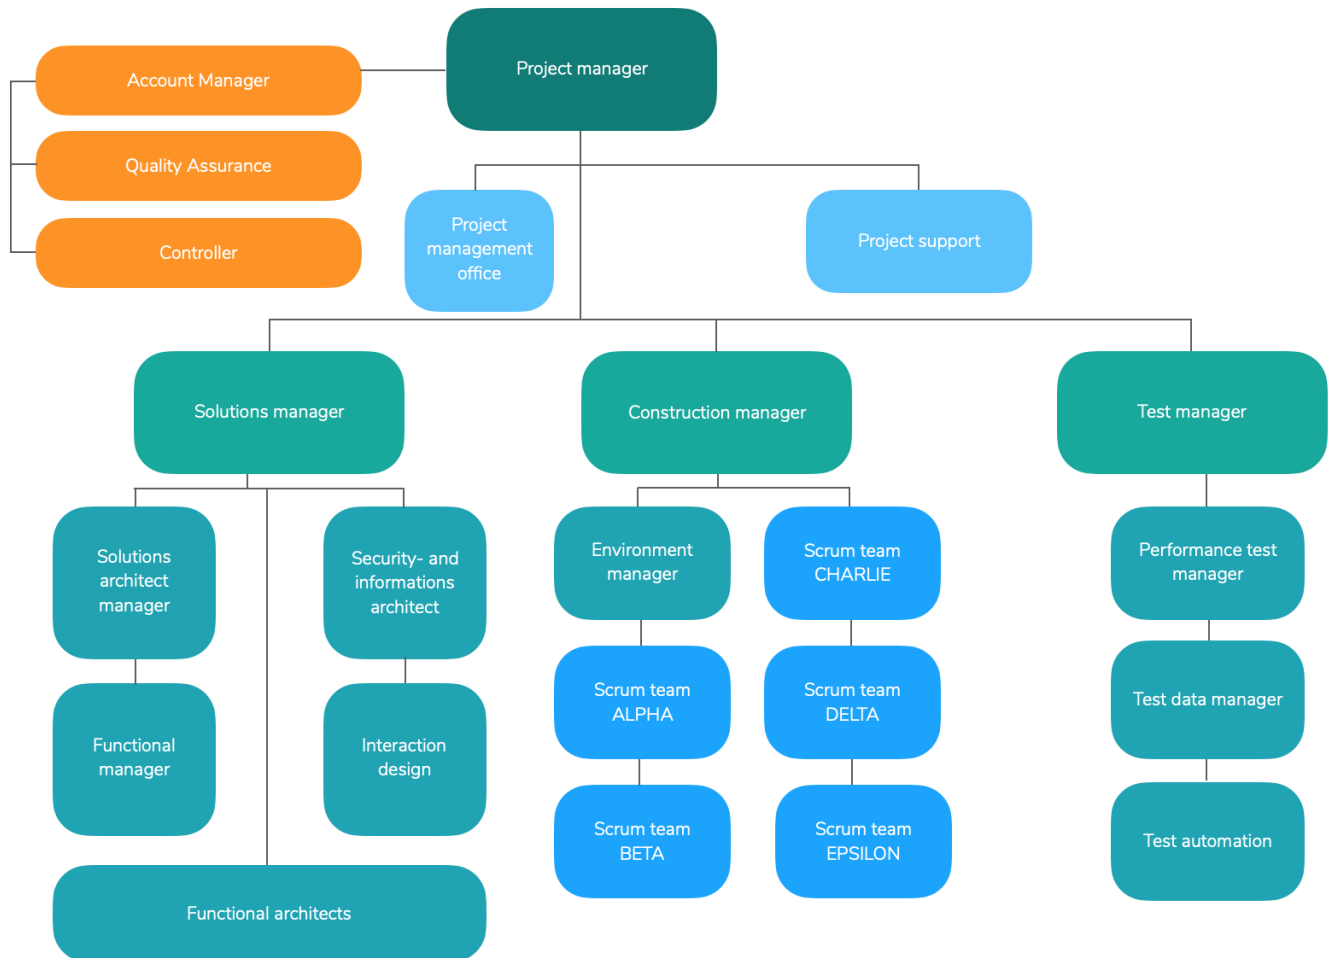 Project manager
Account Manager
Quality Assurance
Controller
Project
management
office
Project support
Solutions manager
Construction manager
Test manager
Solutions
architect
manager
Security- and
informations
architect
Environment
manager
Scrum team
CHARLIE
Performance test
manager
Functional
manager
Interaction
design
Scrum team
ALPHA
Scrum team
DELTA
Test data manager
Scrum team
BETA
Scrum team
EPSILON
Test automation
Functional architects